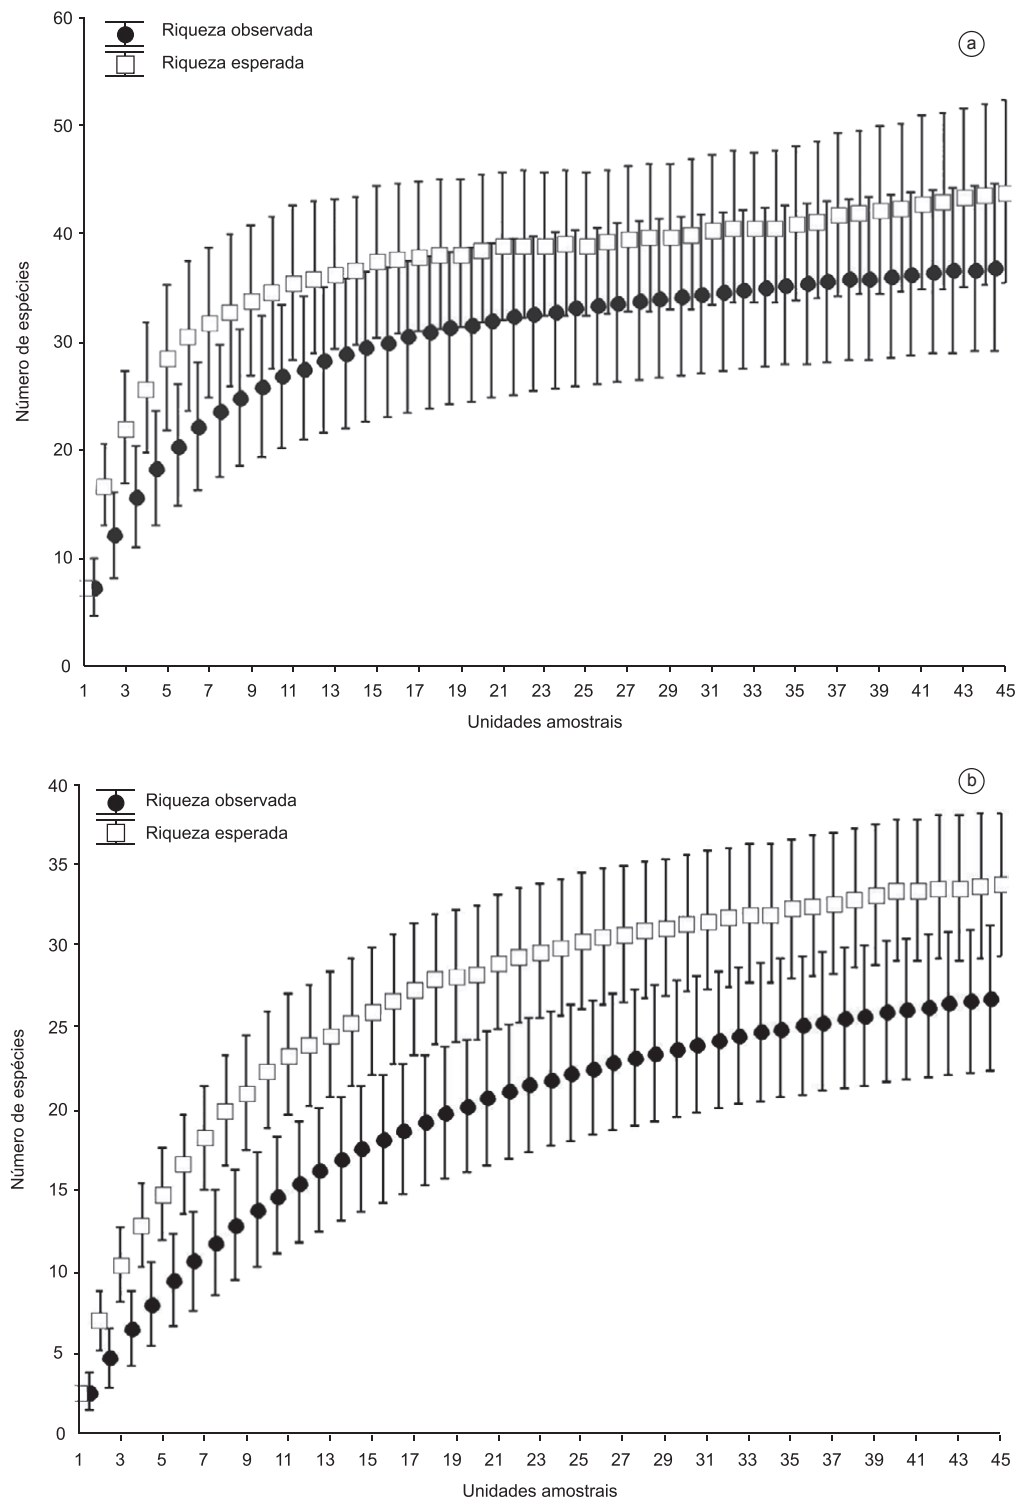 60
Riqueza observada
Riqueza esperada
a
50
40
30
20
10
0
Número de espécies
1 3 5 7 9 11 13 15 17 19 21 23 25 27 29 31 33 35 37 39 41 43 45
Unidades amostrais
40
Riqueza observada
Riqueza esperada
b
35
30
25
20
15
10
5
0
Número de espécies
1 3 5 7 9 11 13 15 17 19 21 23 25 27 29 31 33 35 37 39 41 43 45
Unidades amostrais